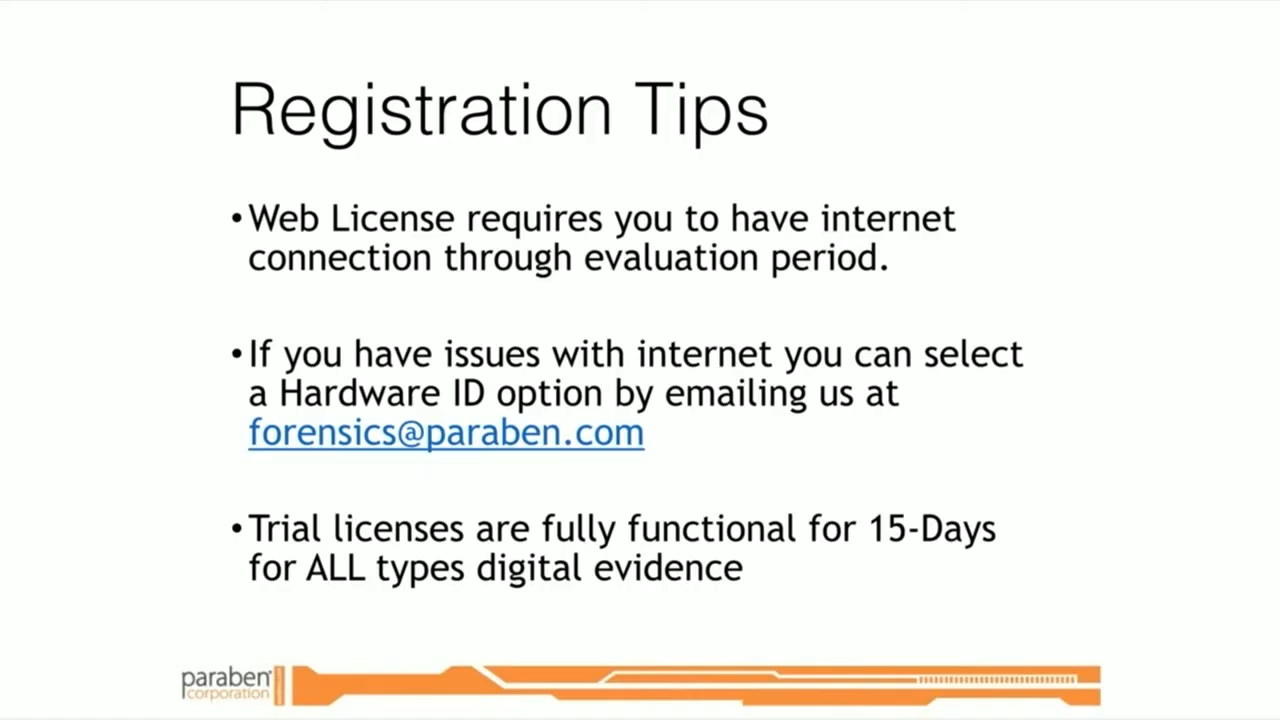 Registration Tips
•Web License requires you to have internet
connection through evaluation period.
•If you have issues with internet you can select
a Hardware ID option by emailing us at
forensics@paraben.com
•Trial licenses are fully functional for 15-Days
for ALL types digital evidence
paraben
corporation